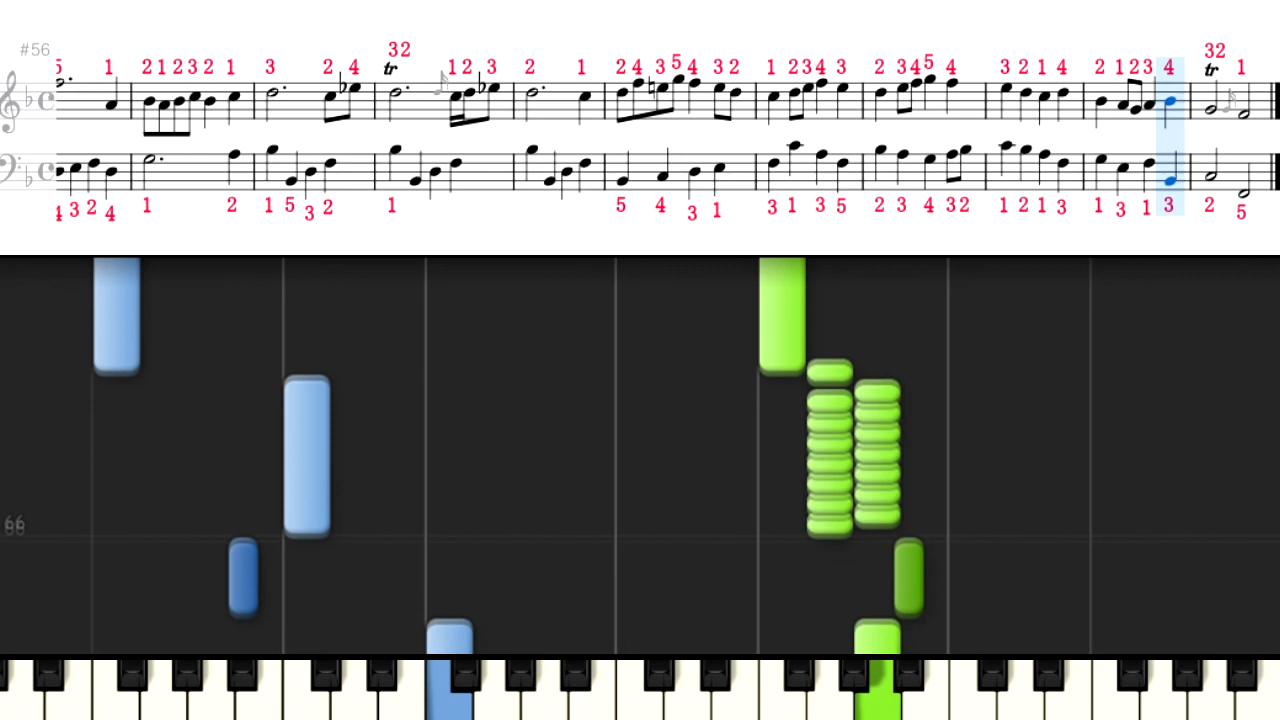 #56
32 32
5 1 2 1 2 3 2 1 3 2 4 tr 1 2 3 2 1 2 4 3 5 4 3 2 1 2 3 4 3 2 3 4 5 4 3 2 1 4 2 1 2 3 4 tr 1
4 3 2 4 1 2 1 5 3 2 1 5 4 3 1 3 1 3 5 2 3 4 3 2 1 2 1 3 1 3 1 3 2 5
66